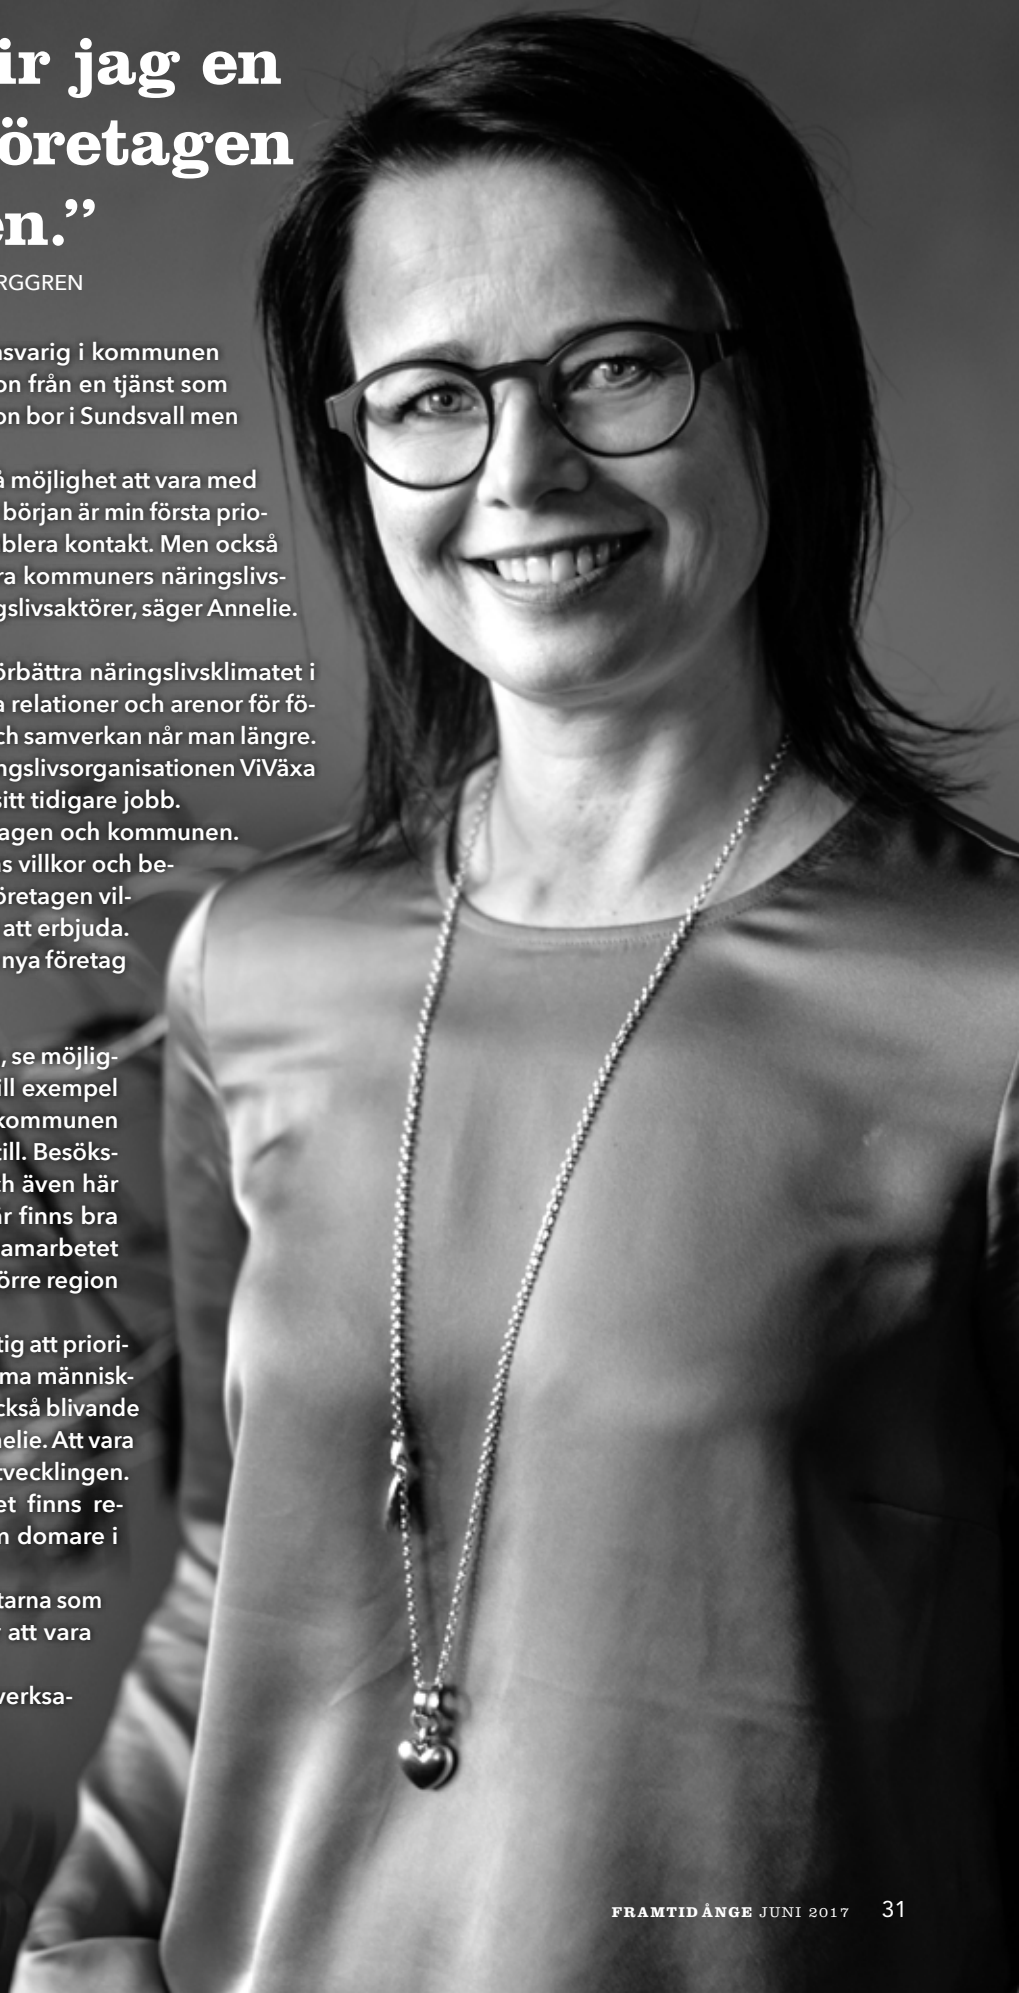 ir jag en
öretagen
en.”
RGGREN
svarig i kommunen
on från en tjänst som
on bor i Sundsvall men
å möjlighet att vara med
början är min första prio-
blera kontakt. Men också
ra kommuners näringslivs-
gslivsaktörer, säger Annelie.
örbättra näringslivsklimatet i
a relationer och arenor för fö-
ch samverkan når man längre.
ngslivsorganisationen ViVäxa
sitt tidigare jobb.
agen och kommunen.
as villkor och be-
öretagen vil-
att erbjuda.
nya företag
, se möjlig-
ill exempel
kommunen
till. Besöks-
ch även här
är finns bra
amarbetet
örre region
tig att priori-
ma människ-
ckså blivande
elie. Att vara
tvecklingen.
et finns re-
m domare i
tarna som
att vara
verksa-
FRAMTID ÅNGE JUNI 2017 31